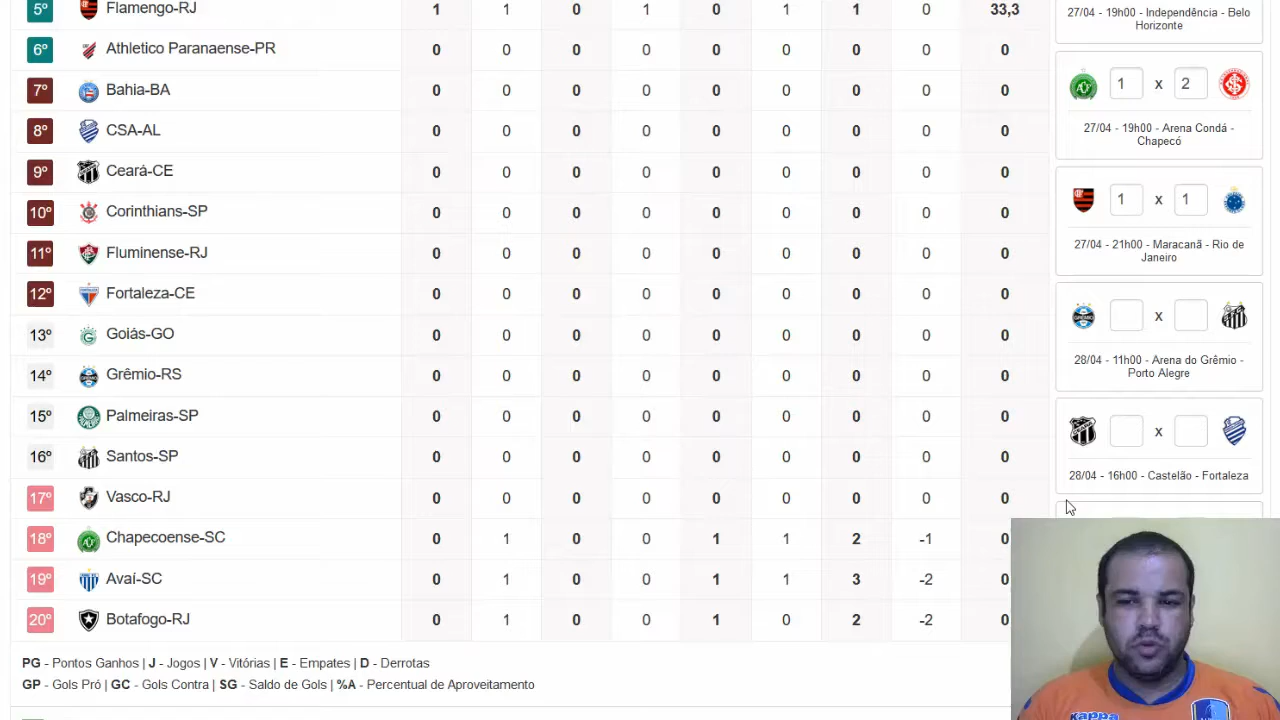 5º Flamengo-RJ 1 1 0 1 0 1 1 0 33,3
6º Athletico Paranaense-PR 0 0 0 0 0 0 0 0 0
7º Bahia-BA 0 0 0 0 0 0 0 0 0
8º CSA-AL 0 0 0 0 0 0 0 0 0
9º Ceará-CE 0 0 0 0 0 0 0 0 0
10º Corinthians-SP 0 0 0 0 0 0 0 0 0
11º Fluminense-RJ 0 0 0 0 0 0 0 0 0
12º Fortaleza-CE 0 0 0 0 0 0 0 0 0
13º Goiás-GO 0 0 0 0 0 0 0 0 0
14º Grêmio-RS 0 0 0 0 0 0 0 0 0
15º Palmeiras-SP 0 0 0 0 0 0 0 0 0
16º Santos-SP 0 0 0 0 0 0 0 0 0
17º Vasco-RJ 0 0 0 0 0 0 0 0 0
18º Chapecoense-SC 0 1 0 0 1 1 2 -1 0
19º Avaí-SC 0 1 0 0 1 1 3 -2 0
20º Botafogo-RJ 0 1 0 0 1 0 2 -2 0
PG - Pontos Ganhos | J - Jogos | V - Vitórias | E - Empates | D - Derrotas
GP - Gols Pró | GC - Gols Contra | SG - Saldo de Gols | %A - Percentual de Aproveitamento
27/04 - 19h00 - Independência - Belo
Horizonte
1 x 2
27/04 - 19h00 - Arena Condá -
Chapecó
1 x 1
27/04 - 21h00 - Maracanã - Rio de
Janeiro
x
28/04 - 11h00 - Arena do Grêmio -
Porto Alegre
x
28/04 - 16h00 - Castelão - Fortaleza
Kappa